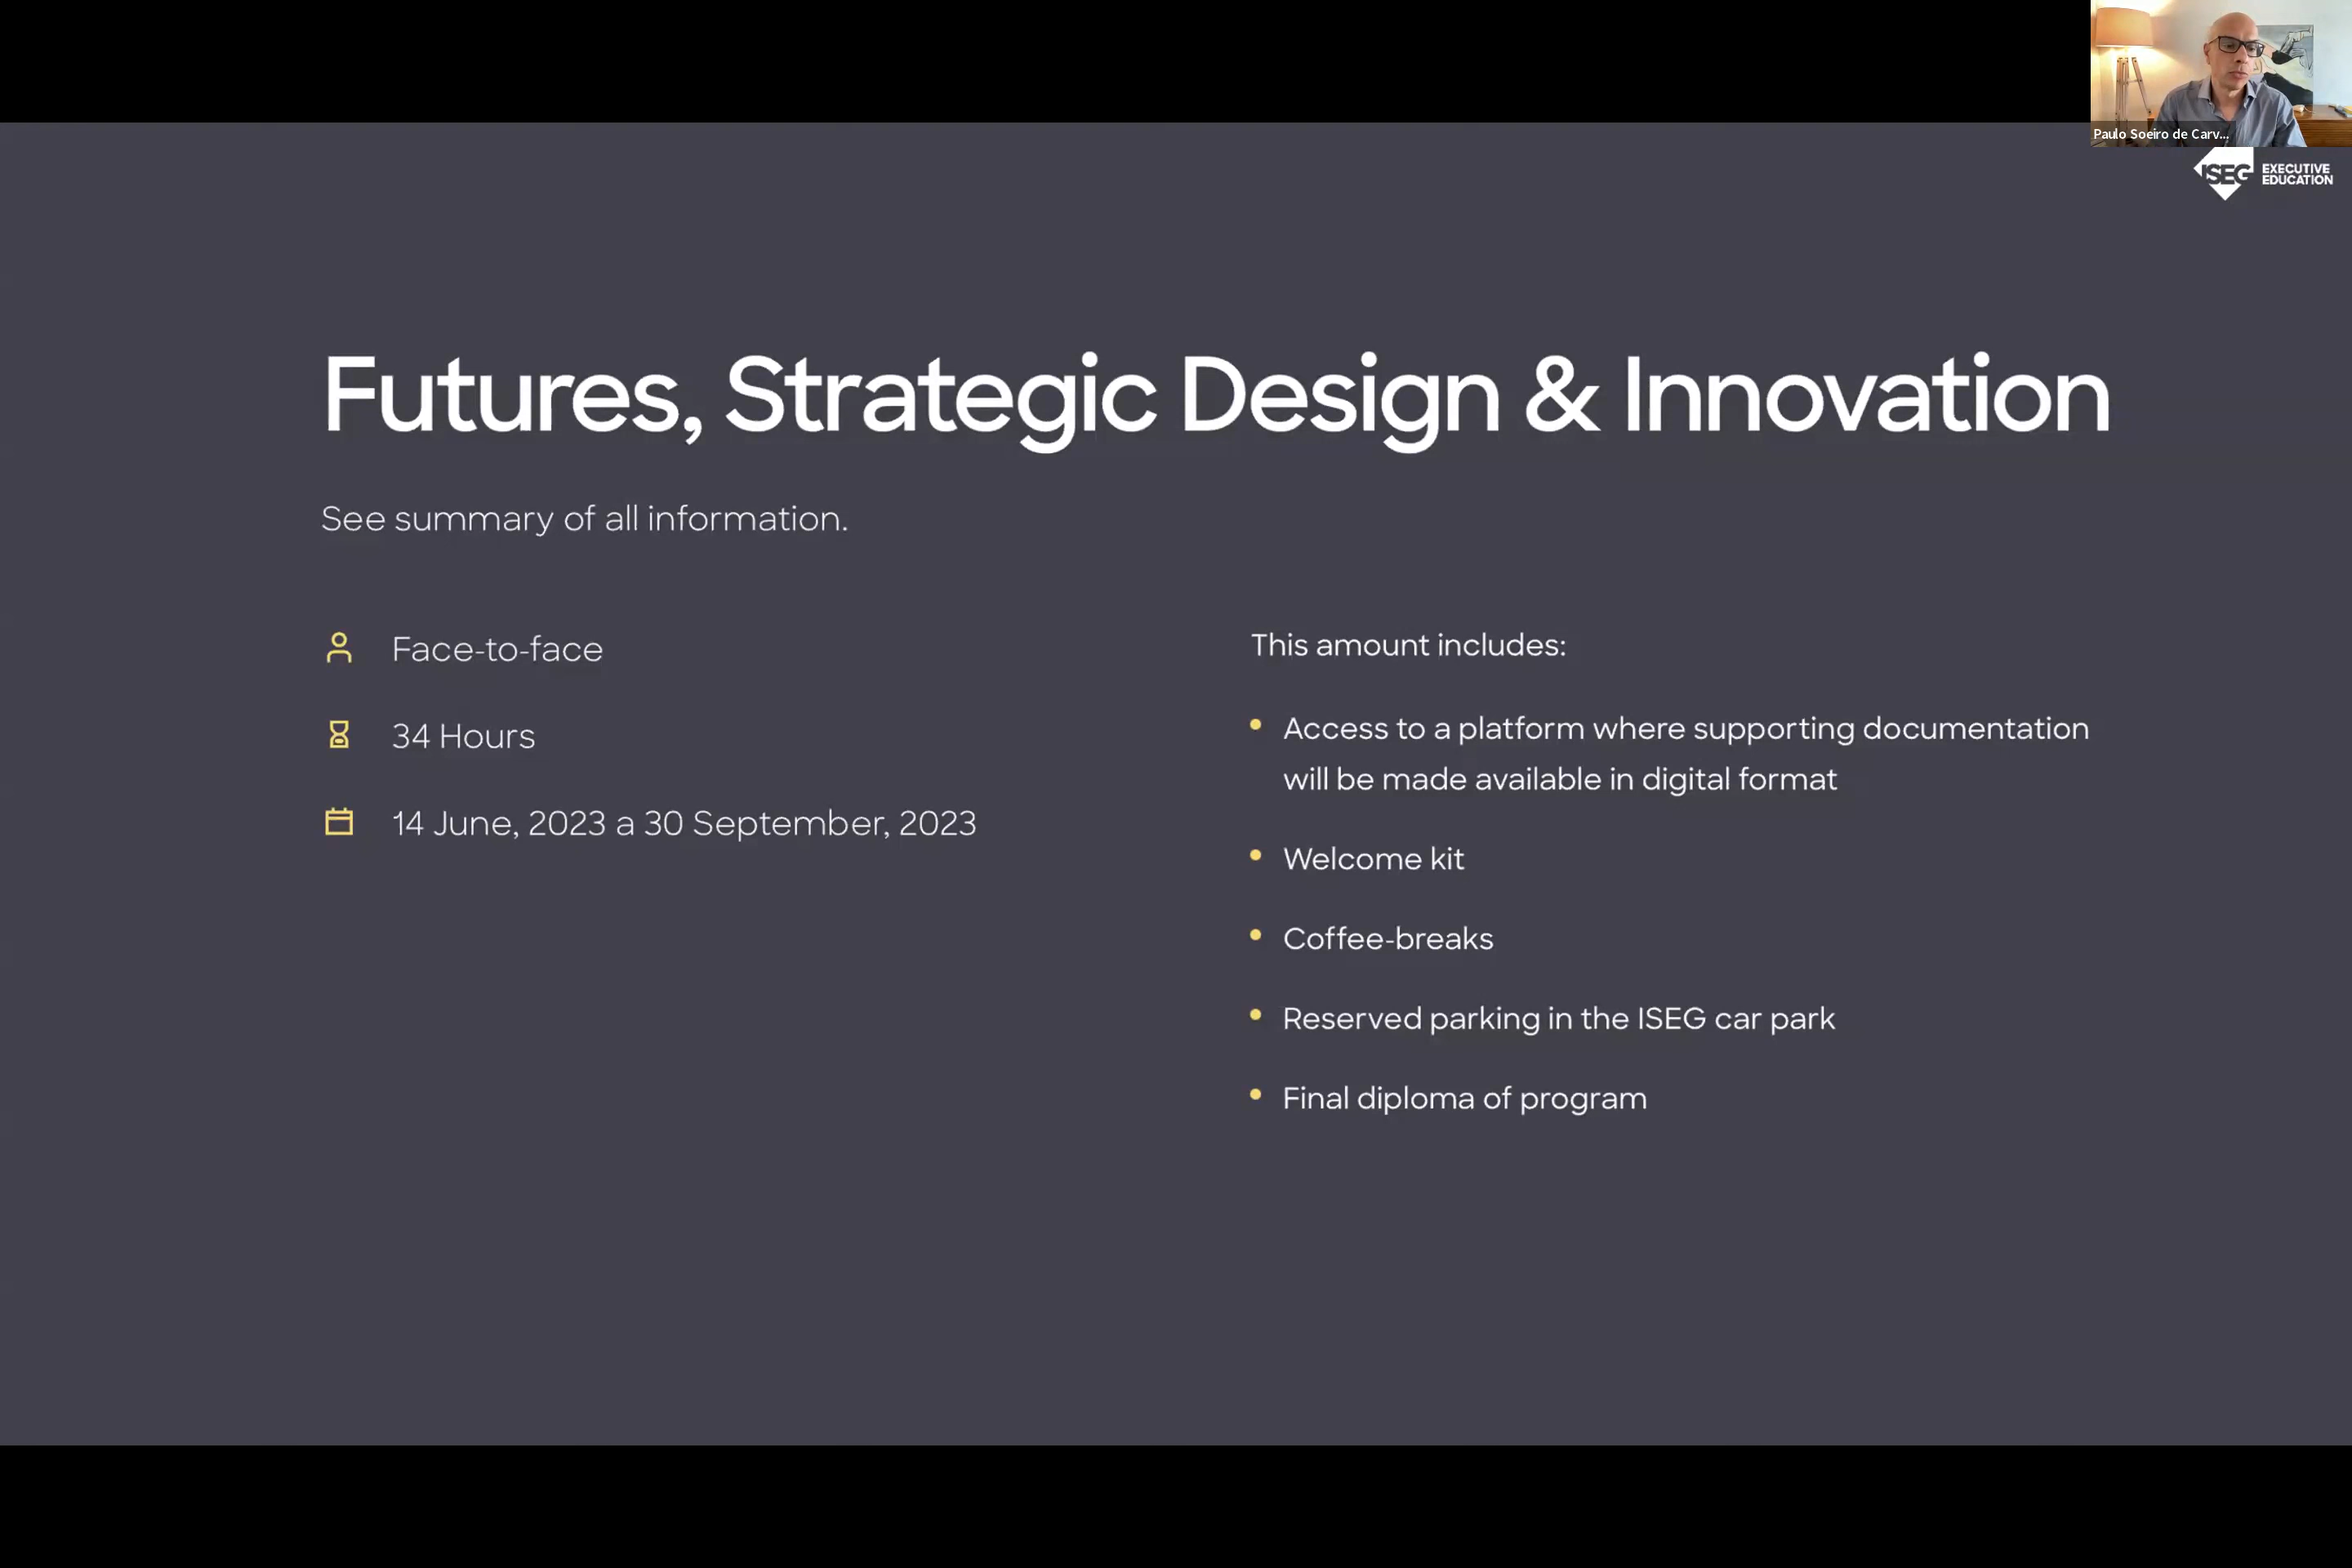 Paulo Soeiro de Carv...
ISEG
EXECUTIVE
EDUCATION
Futures, Strategic Design & Innovation
See summary of all information.
Face-to-face
34 Hours
14 June, 2023 a 30 September, 2023
This amount includes:
Access to a platform where supporting documentation
will be made available in digital format
Welcome kit
Coffee-breaks
Reserved parking in the ISEG car park
Final diploma of program